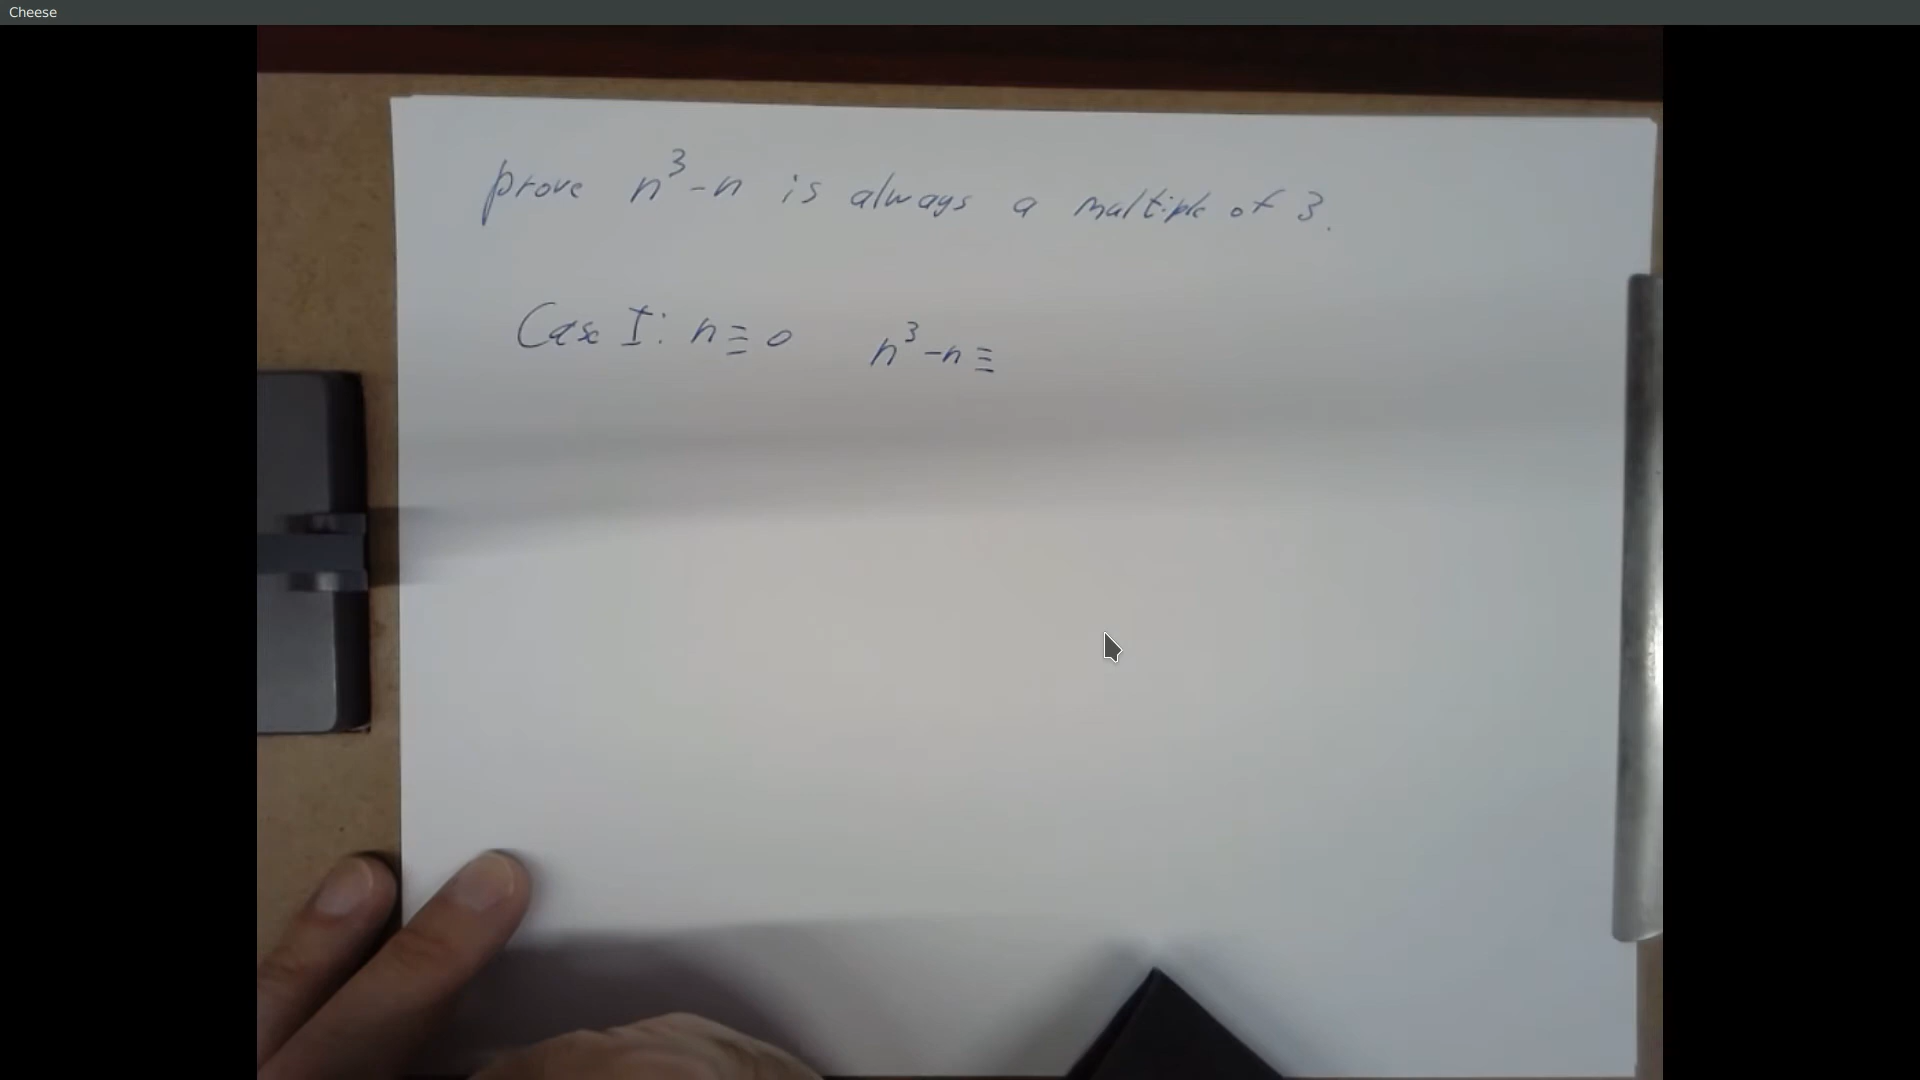 Cheese
prove n³-n is always a multiple of 3.
Case I: n≡0 n³-n≡